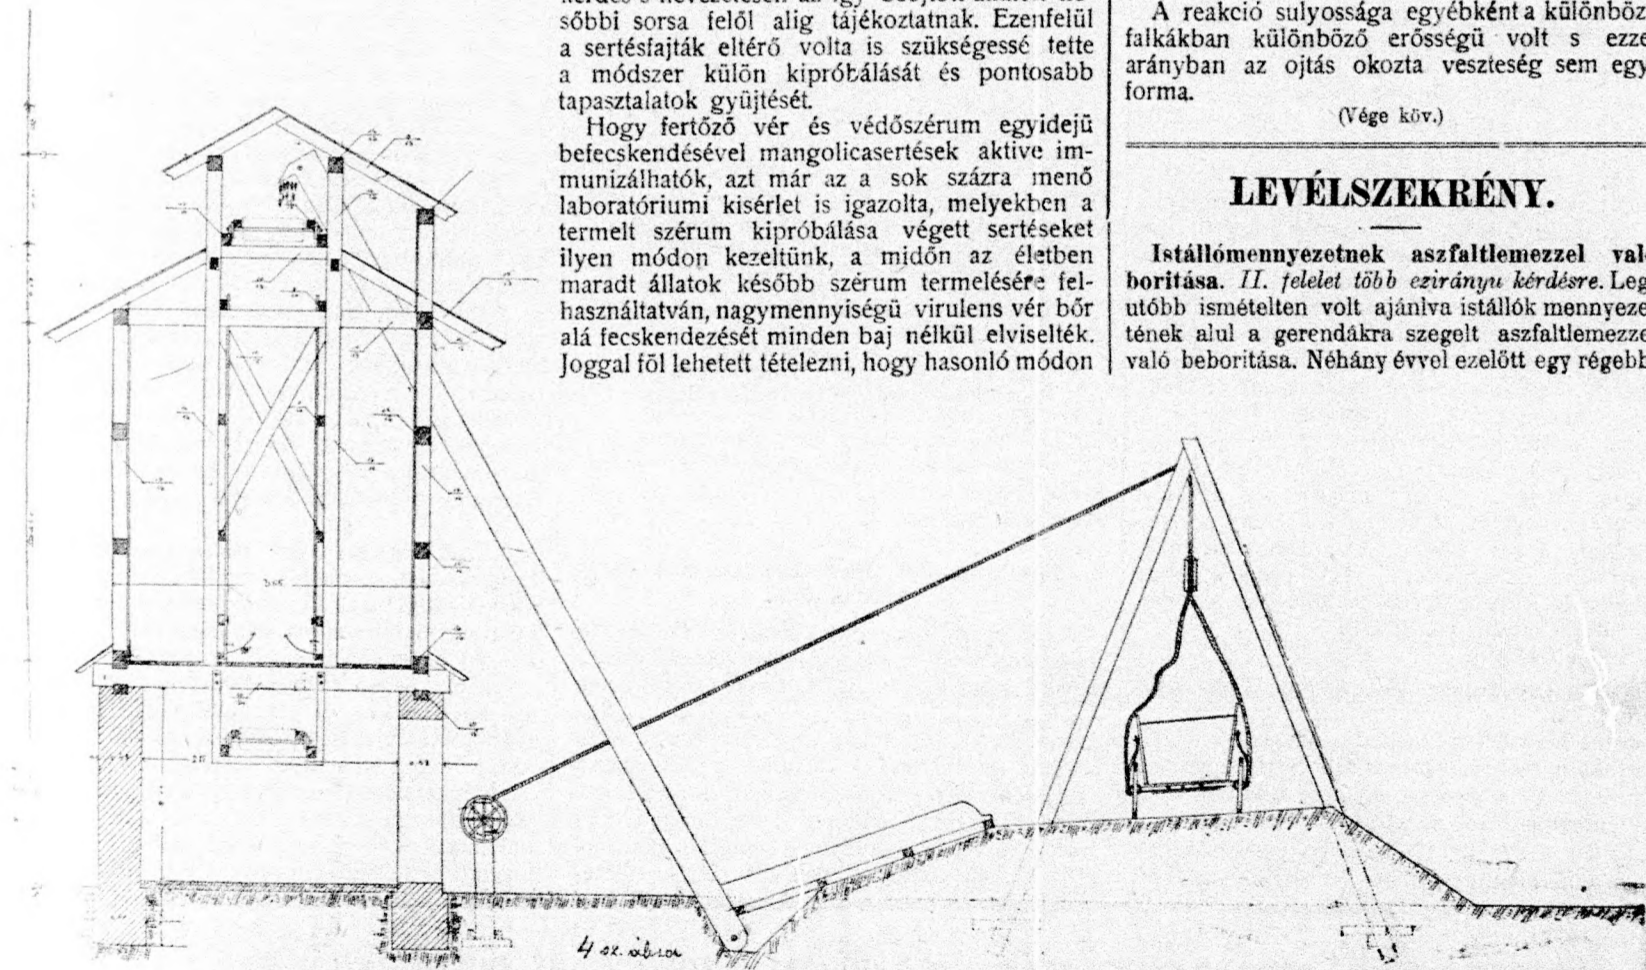 sőbbi sorsa felől alig tájékoztatnak. Ezenfelül
a sertésfajták eltérő volta is szükségessé tette
a módszer külön kipróbálását és pontosabb
tapasztalatok gyüjtését.
Hogy fertőző vér és védőszérum egyidejü
befecskendésével mangolicasertések aktive im-
munizálhatók, azt már az a sok százra menő
laboratóriumi kisérlet is igazolta, melyekben a
termelt szérum kipróbálása végett sertéseket
ilyen módon kezeltünk, a midőn az életben
maradt állatok később szérum termelésére fel-
használtatván, nagymennyiségü virulens vér bőr
alá fecskendezését minden baj nélkül elviselték.
Joggal föl lehetett tételezni, hogy hasonló módon
A reakció sulyossága egyébként a különböz
falkákban különböző erősségü volt s ezze
arányban az ojtás okozta veszteség sem egy
forma.
(Vége köv.)
LEVÉLSZEKRÉNY.
Istállómennyezetnek aszfaltlemezzel val
boritása. II. felelet több ezirányu kérdésre. Leg
utóbb ismételten volt ajánlva istállók mennyeze
tének alul a gerendákra szegelt aszfaltlemezze
való beboritása. Néhány évvel ezelőtt egy régebb
4 sz. ábra